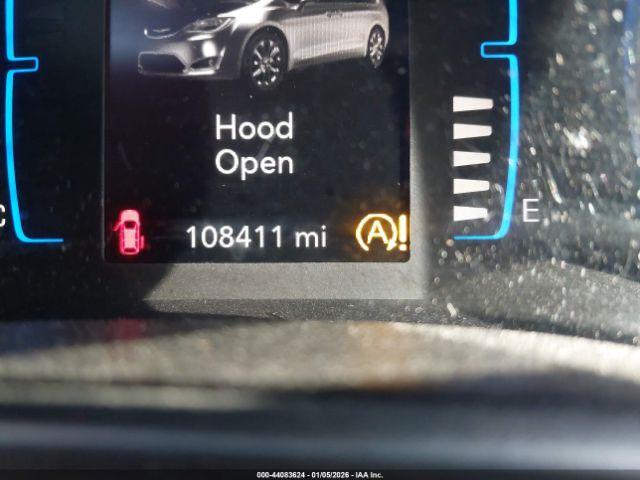 Hood
Open
108411 mi
A!
E
C
000-44083624 - 01/05/2026 - IAA Inc.